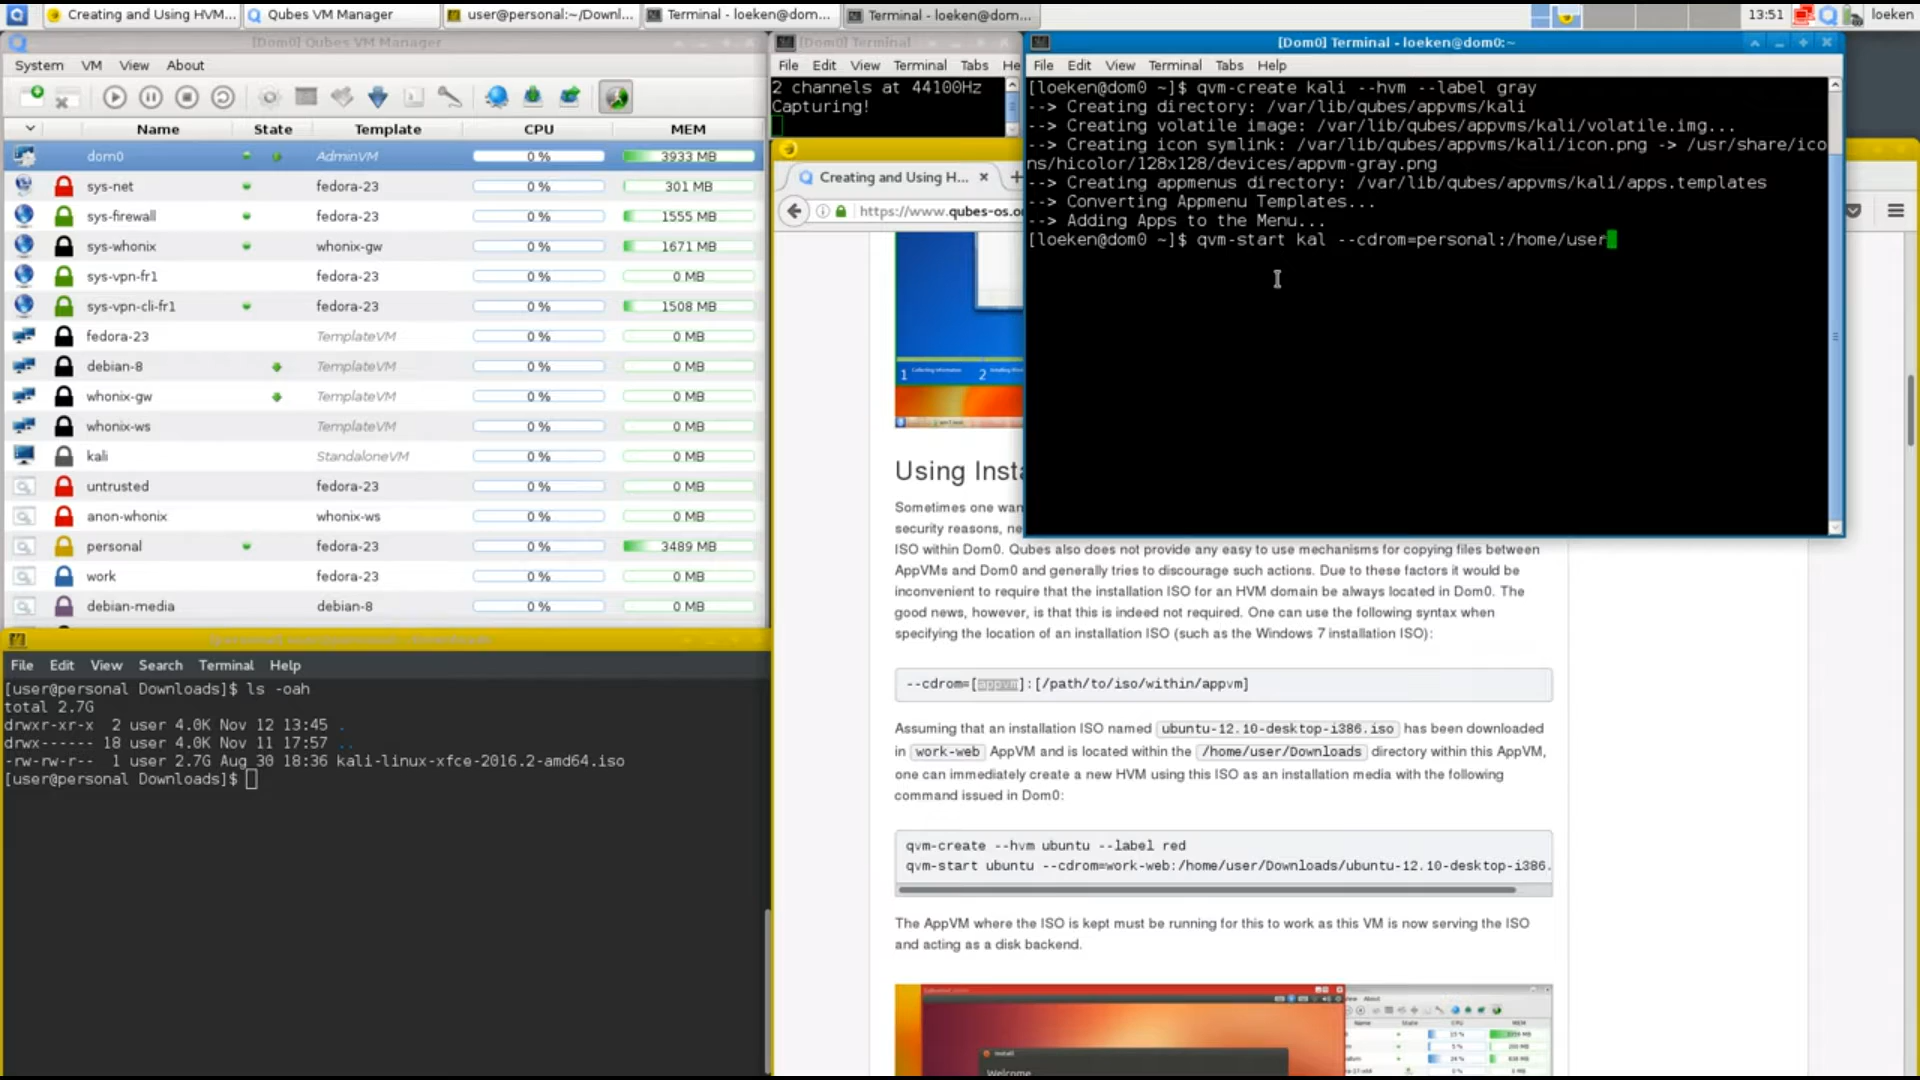 Creating and Using HVM...
Qubes VM Manager
user@personal:~/Downl...
Terminal - loeken@dom...
Terminal - loeken@dom...
13:51
loeken
[Dom0] Qubes VM Manager
System VM View About
Name State Template CPU MEM
dom0 AdminVM 0 % 3933 MB
sys-net fedora-23 0 % 301 MB
sys-firewall fedora-23 0 % 1555 MB
sys-whonix whonix-gw 0 % 1671 MB
sys-vpn-fr1 fedora-23 0 % 0 MB
sys-vpn-cli-fr1 fedora-23 0 % 1508 MB
fedora-23 TemplateVM 0 % 0 MB
debian-8 TemplateVM 0 % 0 MB
whonix-gw TemplateVM 0 % 0 MB
whonix-ws TemplateVM 0 % 0 MB
kali StandaloneVM 0 % 0 MB
untrusted fedora-23 0 % 0 MB
anon-whonix whonix-ws 0 % 0 MB
personal fedora-23 0 % 3489 MB
work fedora-23 0 % 0 MB
debian-media debian-8 0 % 0 MB
File Edit View Search Terminal Help
[user@personal Downloads]$ ls -oah
total 2.7G
drwxr-xr-x 2 user 4.0K Nov 12 13:45 .
drwx------ 18 user 4.0K Nov 11 17:57 ..
-rw-rw-r-- 1 user 2.7G Aug 30 18:36 kali-linux-xfce-2016.2-amd64.iso
[user@personal Downloads]$
[Dom0] Terminal
File Edit View Terminal Tabs He
2 channels at 44100Hz
Capturing!
[Dom0] Terminal - loeken@dom0:~
File Edit View Terminal Tabs Help
[loeken@dom0 ~]$ qvm-create kali --hvm --label gray
--> Creating directory: /var/lib/qubes/appvms/kali
--> Creating volatile image: /var/lib/qubes/appvms/kali/volatile.img...
--> Creating icon symlink: /var/lib/qubes/appvms/kali/icon.png -> /usr/share/ico
ns/hicolor/128x128/devices/appvm-gray.png
--> Creating appmenus directory: /var/lib/qubes/appvms/kali/apps.templates
--> Converting Appmenu Templates...
--> Adding Apps to the Menu...
[loeken@dom0 ~]$ qvm-start kal --cdrom=personal:/home/user
Creating and Using H...
https://www.qubes-os.o
1 Collecting information 2
Using Inst
Sometimes one wan
security reasons, ne
ISO within Dom0. Qubes also does not provide any easy to use mechanisms for copying files between
AppVMs and Dom0 and generally tries to discourage such actions. Due to these factors it would be
inconvenient to require that the installation ISO for an HVM domain be always located in Dom0. The
good news, however, is that this is indeed not required. One can use the following syntax when
specifying the location of an installation ISO (such as the Windows 7 installation ISO):
--cdrom=[appvm]:[/path/to/iso/within/appvm]
Assuming that an installation ISO named ubuntu-12.10-desktop-i386.iso has been downloaded
in work-web AppVM and is located within the /home/user/Downloads directory within this AppVM,
one can immediately create a new HVM using this ISO as an installation media with the following
command issued in Dom0:
qvm-create --hvm ubuntu --label red
qvm-start ubuntu --cdrom=work-web:/home/user/Downloads/ubuntu-12.10-desktop-i386.
The AppVM where the ISO is kept must be running for this to work as this VM is now serving the ISO
and acting as a disk backend.
Install
Welcome
Name State CPU MEM